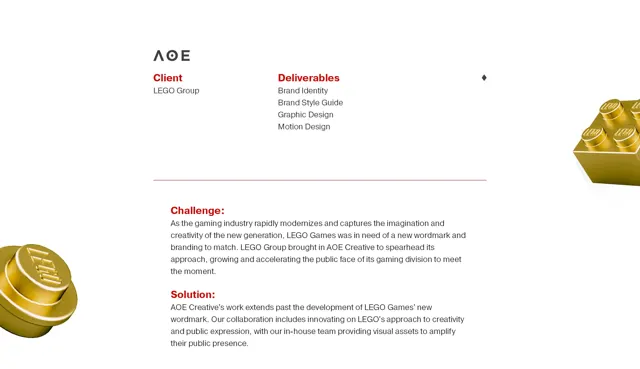 AOE
Client
LEGO Group
Deliverables
Brand Identity
Brand Style Guide
Graphic Design
Motion Design
LEGO LEGO
LEGO LEGO
Challenge:
As the gaming industry rapidly modernizes and captures the imagination and
creativity of the new generation, LEGO Games was in need of a new wordmark and
branding to match. LEGO Group brought in AOE Creative to spearhead its
approach, growing and accelerating the public face of its gaming division to meet
the moment.
LEGO
Solution:
AOE Creative's work extends past the development of LEGO Games' new
wordmark. Our collaboration includes innovating on LEGO's approach to creativity
and public expression, with our in-house team providing visual assets to amplify
their public presence.